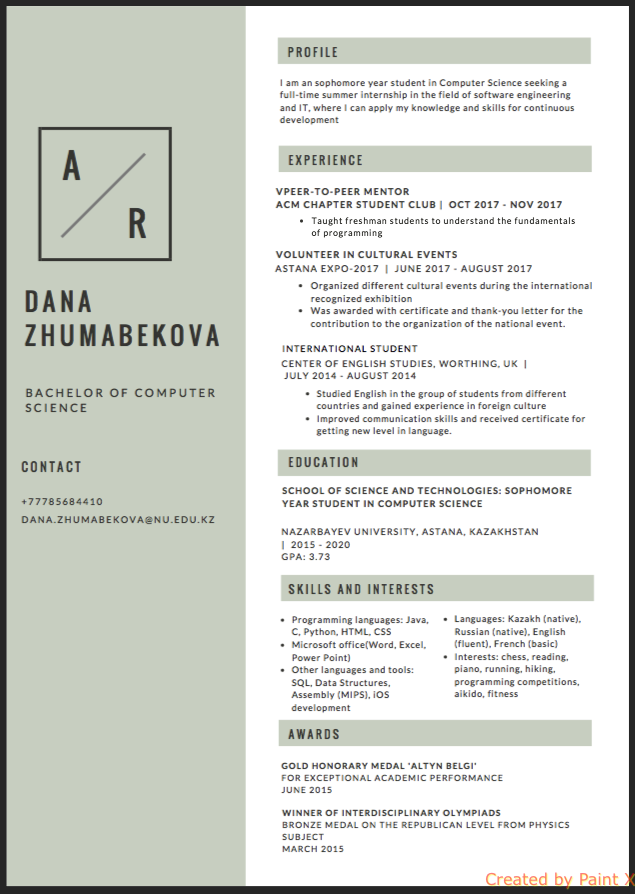 A
R
DANA
ZHUMABEKOVA
BACHELOR OF COMPUTER
SCIENCE
CONTACT
+77785684410
DANA.ZHUMABEKOVA@NU.EDU.KZ
PROFILE
I am an sophomore year student in Computer Science seeking a
full-time summer internship in the field of software engineering
and IT, where I can apply my knowledge and skills for continuous
development
EXPERIENCE
VPEER-TO-PEER MENTOR
ACM CHAPTER STUDENT CLUB | OCT 2017 - NOV 2017
• Taught freshman students to understand the fundamentals
of programming
VOLUNTEER IN CULTURAL EVENTS
ASTANA EXPO-2017 | JUNE 2017 - AUGUST 2017
• Organized different cultural events during the international
recognized exhibition
• Was awarded with certificate and thank-you letter for the
contribution to the organization of the national event.
INTERNATIONAL STUDENT
CENTER OF ENGLISH STUDIES, WORTHING, UK |
JULY 2014 - AUGUST 2014
• Studied English in the group of students from different
countries and gained experience in foreign culture
• Improved communication skills and received certificate for
getting new level in language.
EDUCATION
SCHOOL OF SCIENCE AND TECHNOLOGIES: SOPHOMORE
YEAR STUDENT IN COMPUTER SCIENCE
NAZARBAYEV UNIVERSITY, ASTANA, KAZAKHSTAN
| 2015 - 2020
GPA: 3.73
SKILLS AND INTERESTS
• Programming languages: Java,
C, Python, HTML, CSS
• Microsoft office(Word, Excel,
Power Point)
• Other languages and tools:
SQL, Data Structures,
Assembly (MIPS), iOS
development
• Languages: Kazakh (native),
Russian (native), English
(fluent), French (basic)
• Interests: chess, reading,
piano, running, hiking,
programming competitions,
aikido, fitness
AWARDS
GOLD HONORARY MEDAL 'ALTYN BELGI'
FOR EXCEPTIONAL ACADEMIC PERFORMANCE
JUNE 2015
WINNER OF INTERDISCIPLINARY OLYMPIADS
BRONZE MEDAL ON THE REPUBLICAN LEVEL FROM PHYSICS
SUBJECT
MARCH 2015
Created by Paint X